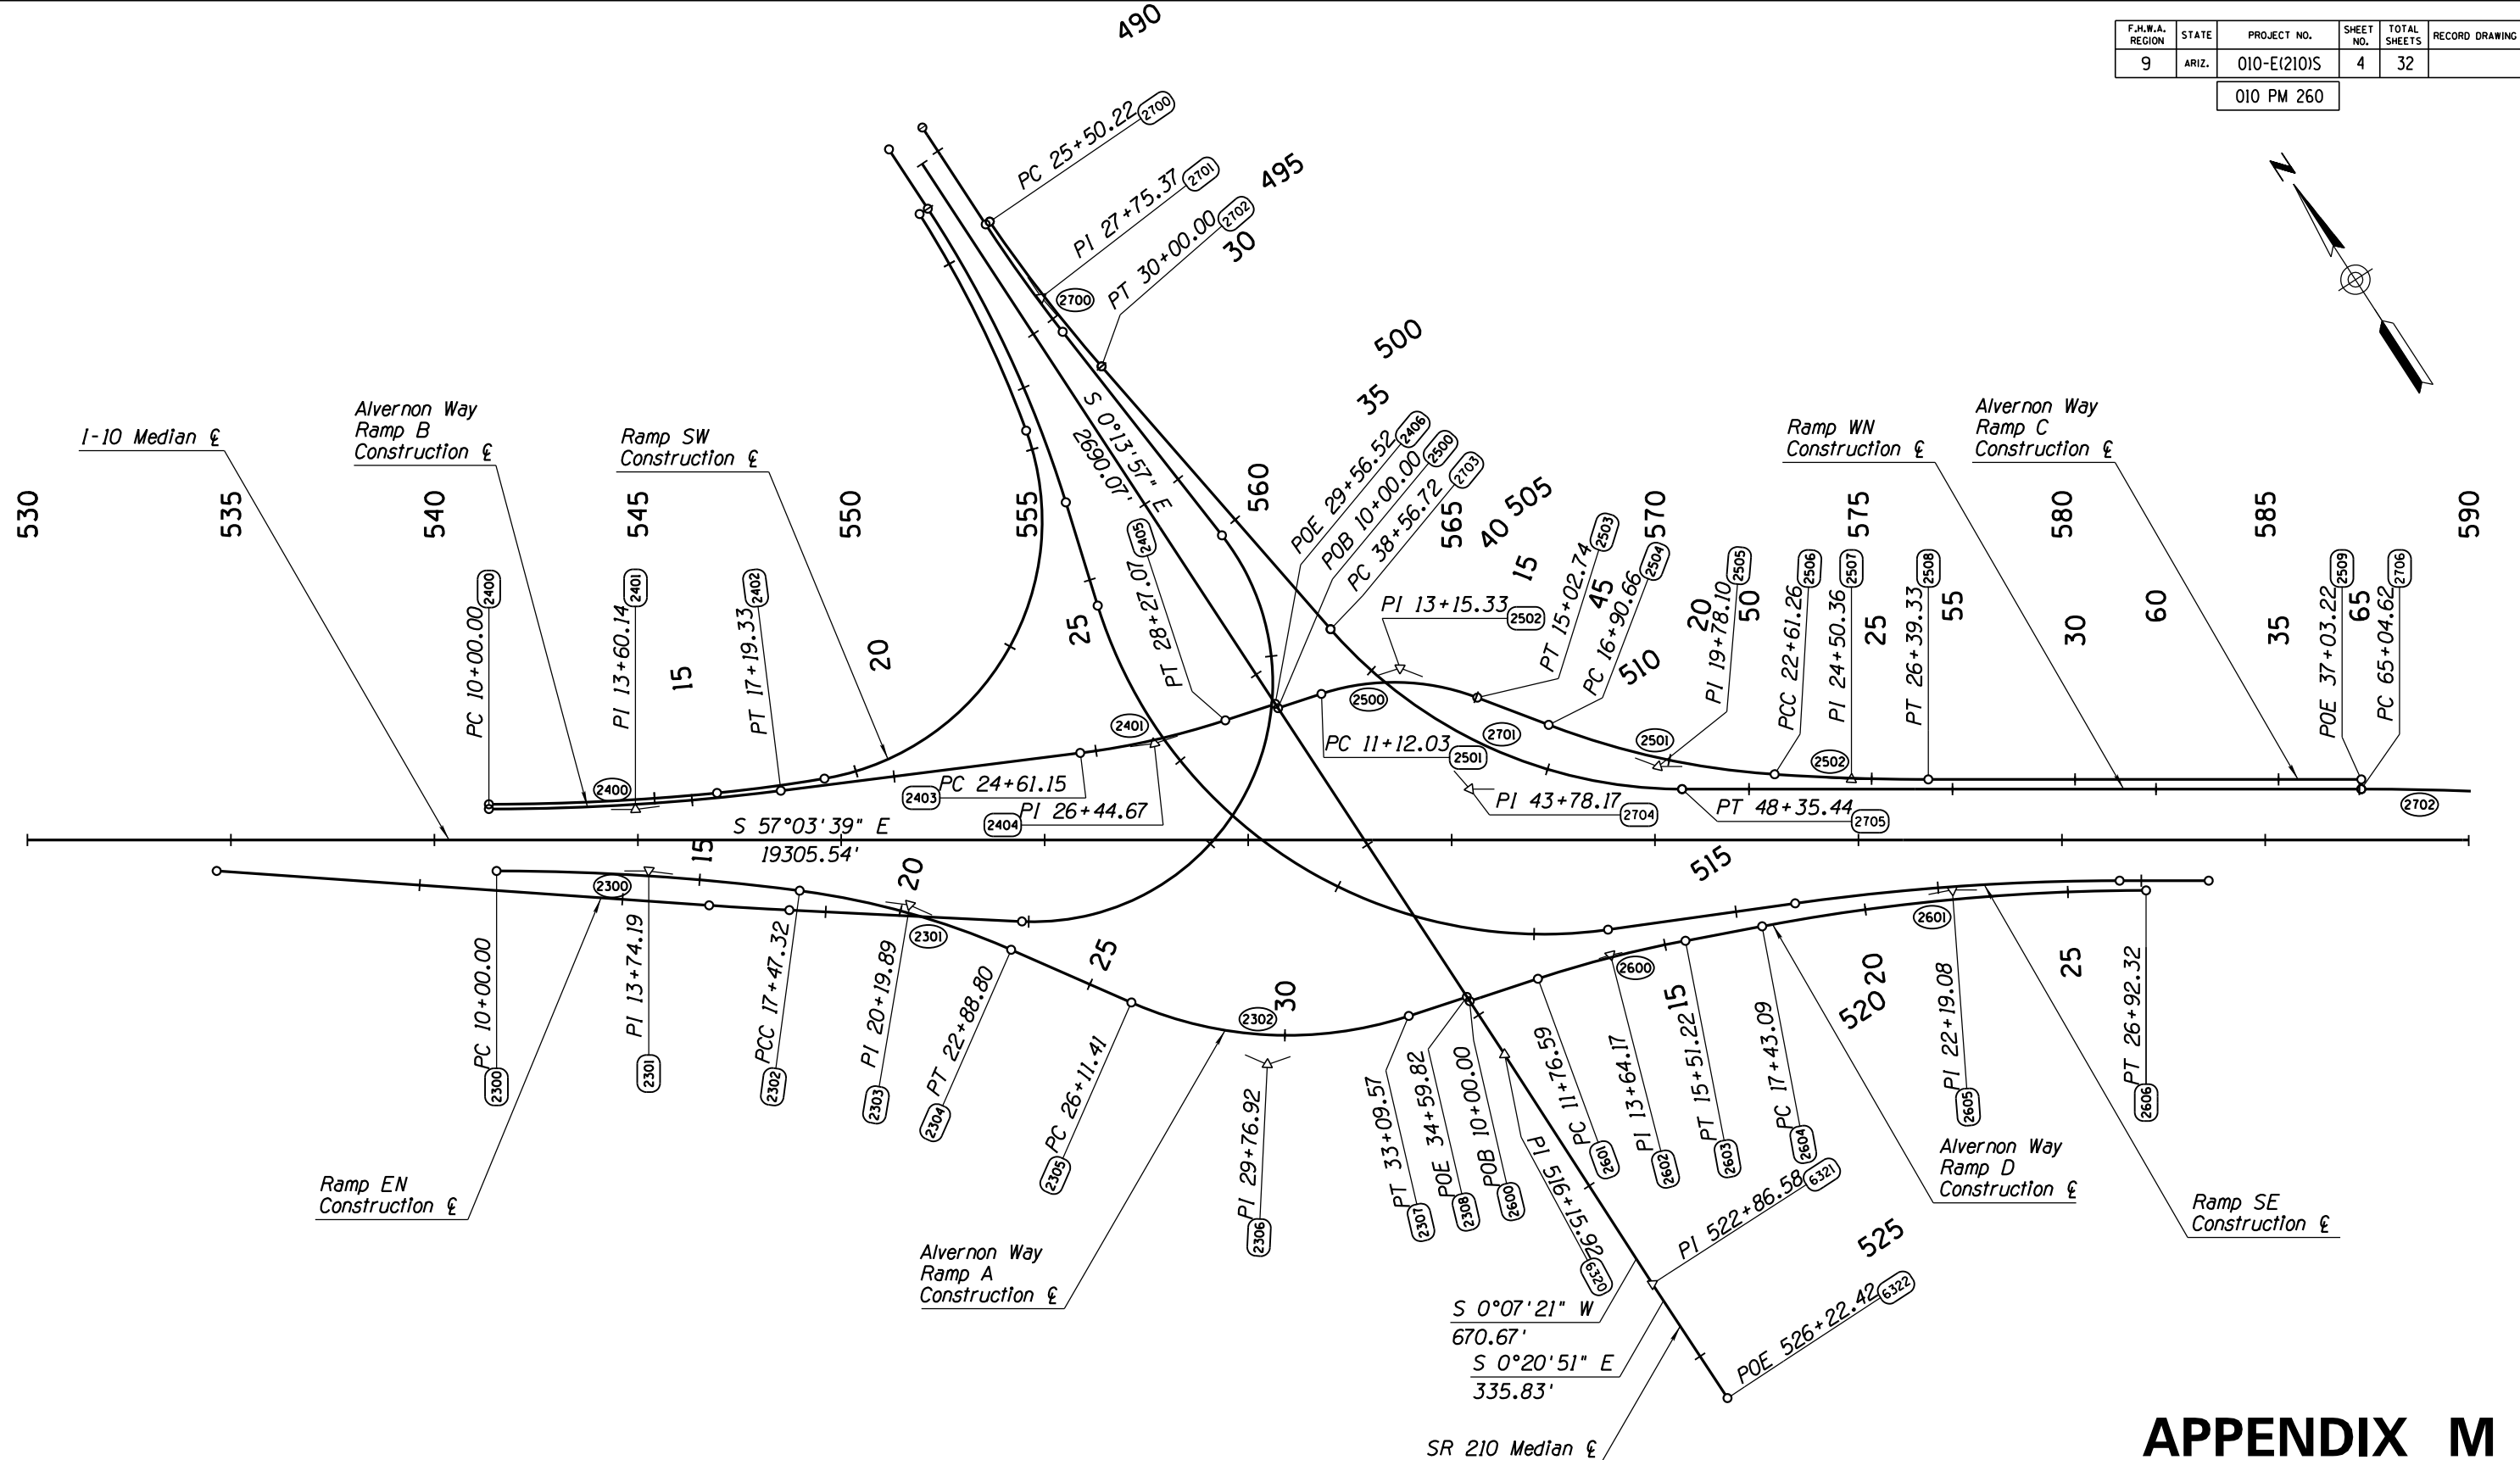 F.H.W.A. REGION
STATE
PROJECT NO.
SHEET NO.
TOTAL SHEETS
RECORD DRAWING
9
ARIZ.
010-E(210)S
4
32
010 PM 260
N
490
PC 25+50.22
2700
PI 27+75.37
2701
495
PT 30+00.00
2702
30
2700
500
35
S 0°13'57" E
2690.07'
I-10 Median ℄
Alvernon Way
Ramp B
Construction ℄
Ramp SW
Construction ℄
Ramp WN
Construction ℄
Alvernon Way
Ramp C
Construction ℄
530
535
540
545
550
555
560
565
570
575
580
585
590
POE 29+56.52
2406
POB 10+00.00
2500
PC 38+56.72
2703
40
505
PC 10+00.00
2400
PI 13+60.14
2401
15
PT 17+19.33
2402
20
25
PT 28+27.07
2405
PI 13+15.33
2502
15
PT 15+02.74
2503
45
PC 16+90.66
2504
510
20
PI 19+78.10
2505
50
PCC 22+61.26
2506
PI 24+50.36
2507
25
PT 26+39.33
2508
55
30
60
35
POE 37+03.22
2509
65
PC 65+04.62
2706
2400
2401
2500
PC 11+12.03
2501
2701
2501
2502
2702
PC 24+61.15
2403
PI 26+44.67
2404
PI 43+78.17
2704
PT 48+35.44
2705
S 57°03'39" E
19305.54'
15
20
515
2300
2301
2601
2600
2302
PC 10+00.00
2300
PI 13+74.19
2301
PCC 17+47.32
2302
PI 20+19.89
2303
PT 22+88.80
2304
25
PC 26+11.41
2305
30
PI 29+76.92
2306
PT 33+09.57
2307
POE 34+59.82
2308
POB 10+00.00
2600
PI 516+15.92
6320
PC 11+76.59
2601
PI 13+64.17
2602
15
PT 15+51.22
2603
PC 17+43.09
2604
20
520
PI 22+19.08
2605
25
PT 26+92.32
2606
Ramp EN
Construction ℄
Alvernon Way
Ramp A
Construction ℄
Alvernon Way
Ramp D
Construction ℄
Ramp SE
Construction ℄
PI 522+86.58
6321
525
POE 526+22.42
6322
S 0°07'21" W
670.67'
S 0°20'51" E
335.83'
SR 210 Median ℄
APPENDIX M